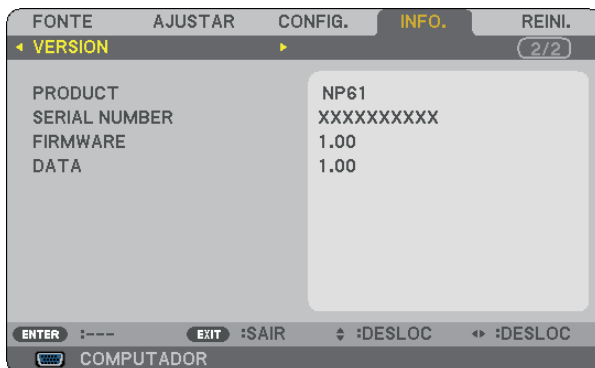 FONTE AJUSTAR CONFIG. INFO. REINI.
VERSION 2/2
PRODUCT NP61
SERIAL NUMBER XXXXXXXXXX
FIRMWARE 1.00
DATA 1.00
ENTER :--- EXIT :SAIR :DESLOC :DESLOC
COMPUTADOR